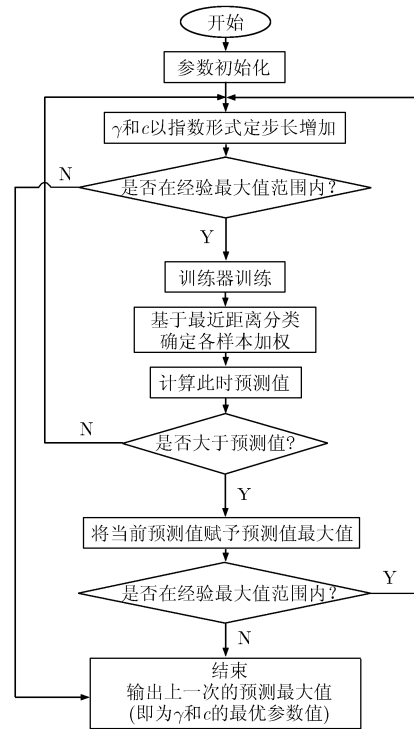 开始
参数初始化
γ和c以指数形式定步长增加
是否在经验最大值范围内?
N
Y
训练器训练
基于最近距离分类
确定各样本加权
计算此时预测值
N
是否大于预测值?
Y
将当前预测值赋予预测值最大值
是否在经验最大值范围内?
Y
N
结束
输出上一次的预测最大值
(即为γ和c的最优参数值)